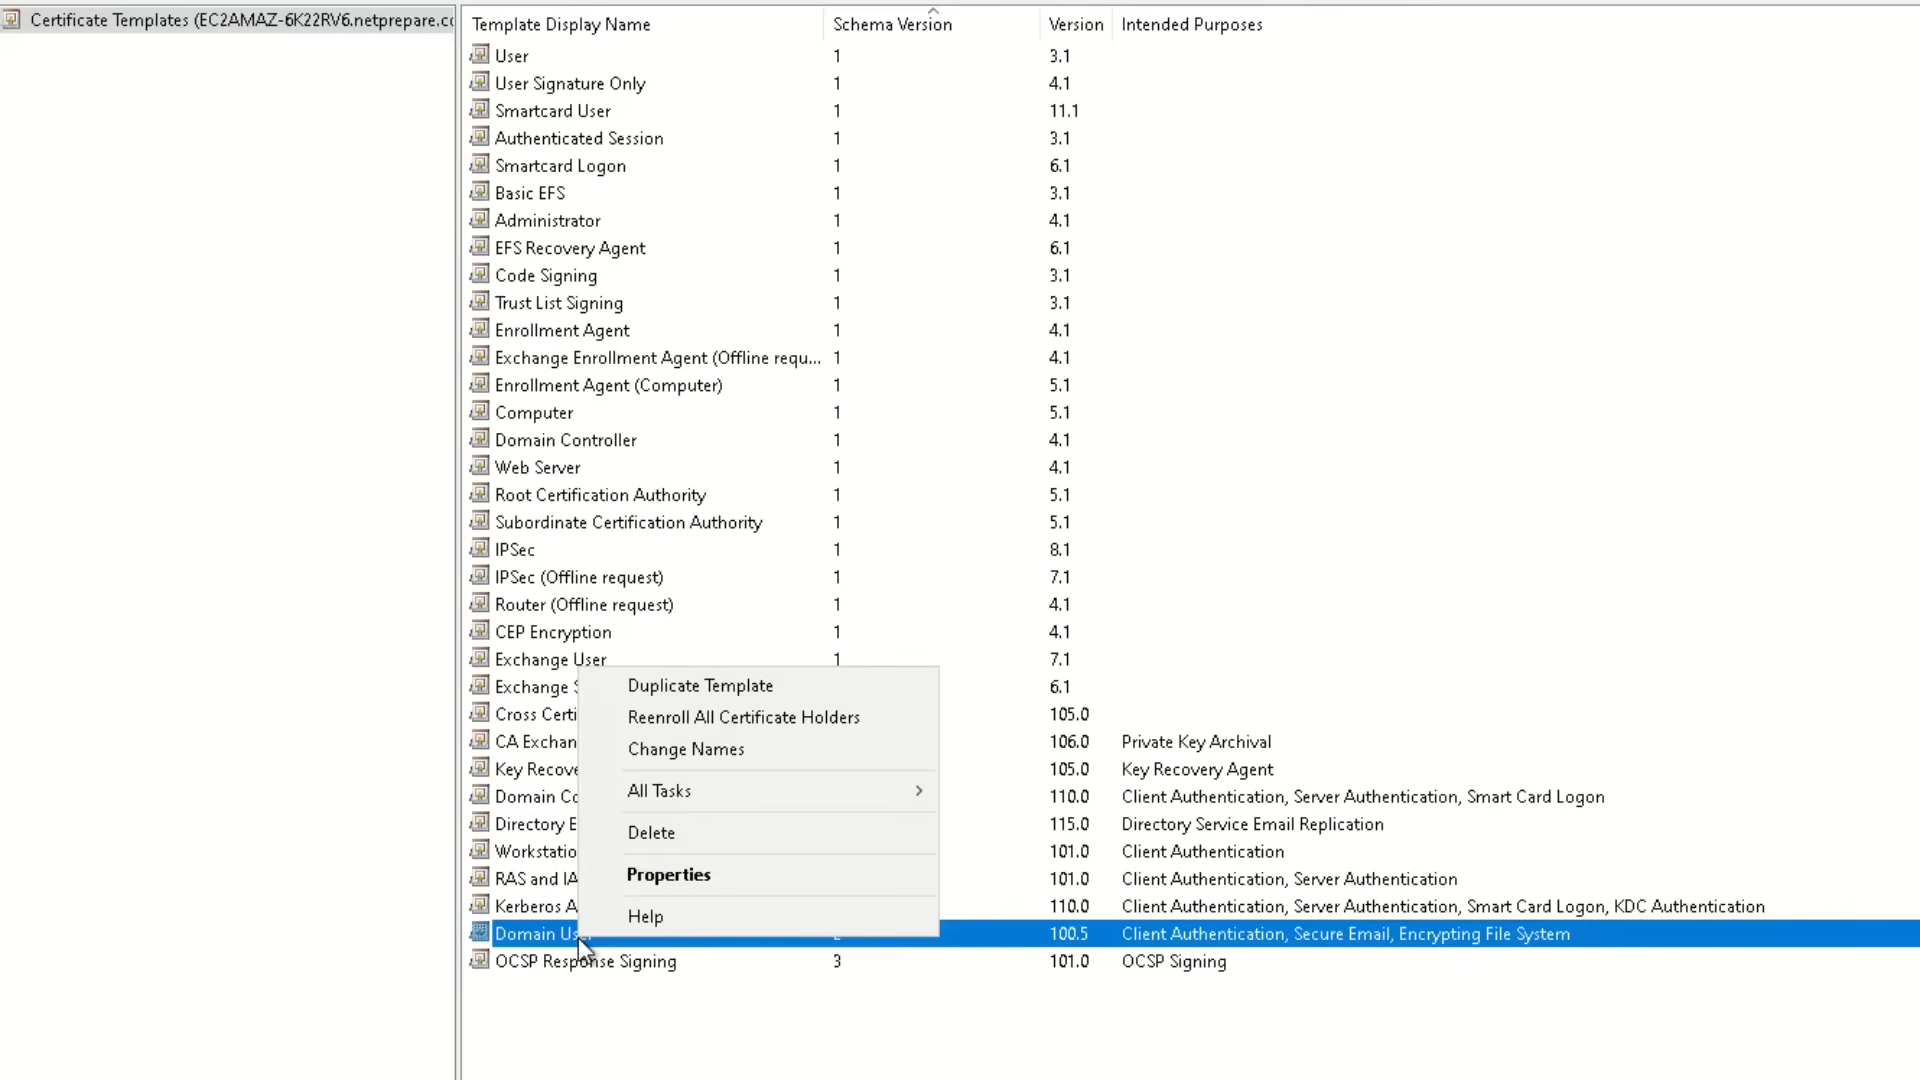 Certificate Templates (EC2AMAZ-6K22RV6.netprepare.cc
Template Display Name Schema Version Version Intended Purposes
User 1 3.1
User Signature Only 1 4.1
Smartcard User 1 11.1
Authenticated Session 1 3.1
Smartcard Logon 1 6.1
Basic EFS 1 3.1
Administrator 1 4.1
EFS Recovery Agent 1 6.1
Code Signing 1 3.1
Trust List Signing 1 3.1
Enrollment Agent 1 4.1
Exchange Enrollment Agent (Offline requ... 1 4.1
Enrollment Agent (Computer) 1 5.1
Computer 1 5.1
Domain Controller 1 4.1
Web Server 1 4.1
Root Certification Authority 1 5.1
Subordinate Certification Authority 1 5.1
IPSec 1 8.1
IPSec (Offline request) 1 7.1
Router (Offline request) 1 4.1
CEP Encryption 1 4.1
Exchange User 1 7.1
Exchange S 6.1
Cross Certi 105.0
CA Exchan 106.0 Private Key Archival
Key Recove 105.0 Key Recovery Agent
Domain Co 110.0 Client Authentication, Server Authentication, Smart Card Logon
Directory E 115.0 Directory Service Email Replication
Workstatio 101.0 Client Authentication
RAS and IA 101.0 Client Authentication, Server Authentication
Kerberos A 110.0 Client Authentication, Server Authentication, Smart Card Logon, KDC Authentication
Domain User 100.5 Client Authentication, Secure Email, Encrypting File System
OCSP Response Signing 3 101.0 OCSP Signing
Duplicate Template
Reenroll All Certificate Holders
Change Names
All Tasks
Delete
Properties
Help